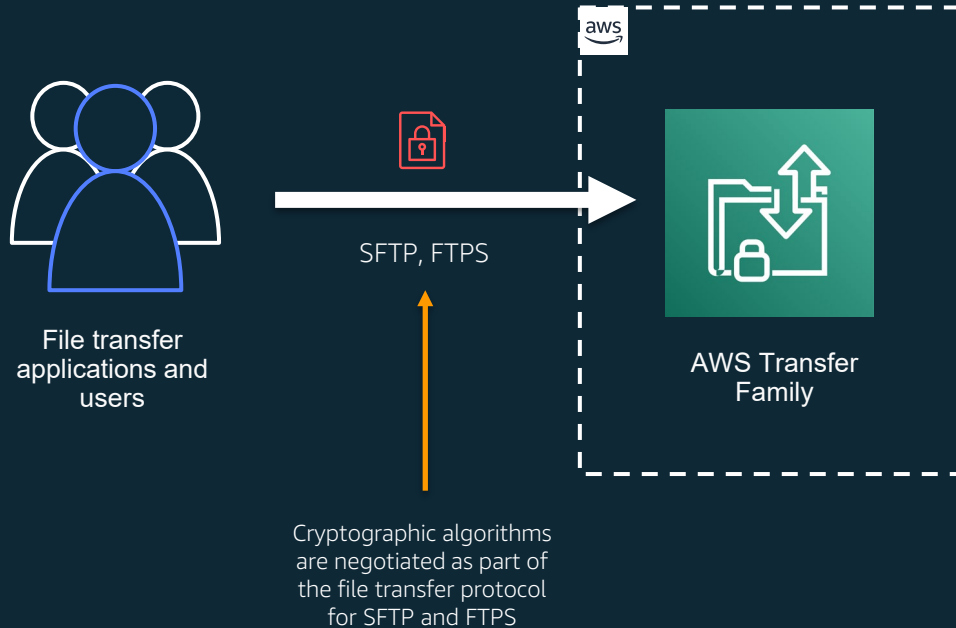 aws
SFTP, FTPS
File transfer
applications and
users
AWS Transfer
Family
Cryptographic algorithms
are negotiated as part of
the file transfer protocol
for SFTP and FTPS